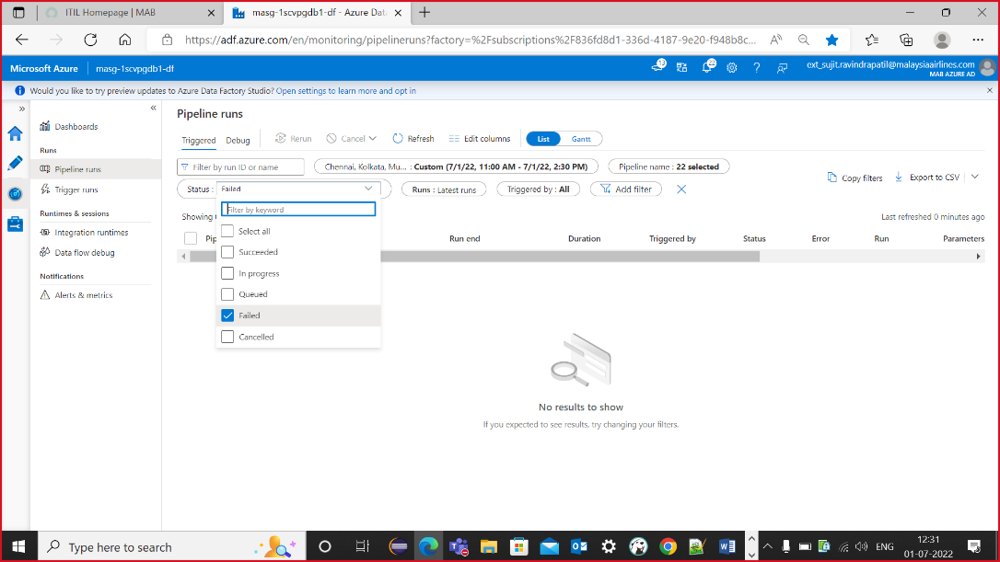 ITIL Homepage | MAB
masg-1scvpgdb1-df - Azure Dat
https://adf.azure.com/en/monitoring/pipelineruns?factory=%2Fsubscriptions%2F836fd8d1-336d-4187-9e20-f948b8c...
Microsoft Azure
masg-1scvpgdb1-df
13
22
ext_sujit.ravindrapatil@malaysiaairlines.com
MAB AZURE AD
Would you like to try preview updates to Azure Data Factory Studio? Open settings to learn more and opt in
Dashboards
Runs
Pipeline runs
Trigger runs
Runtimes & sessions
Integration runtimes
Data flow debug
Notifications
Alerts & metrics
Pipeline runs
Triggered
Debug
Rerun
Cancel
Refresh
Edit columns
List
Gantt
Filter by run ID or name
Chennai, Kolkata, Mu... : Custom (7/1/22, 11:00 AM - 7/1/22, 2:30 PM)
Pipeline name : 22 selected
Status :
Failed
Runs : Latest runs
Triggered by : All
Add filter
Copy filters
Export to CSV
Filter by keyword
Select all
Succeeded
In progress
Queued
Failed
Cancelled
Showing
Last refreshed 0 minutes ago
Pip
Run end
Duration
Triggered by
Status
Error
Run
Parameters
No results to show
If you expected to see results, try changing your filters.
Type here to search
ENG
12:31
01-07-2022